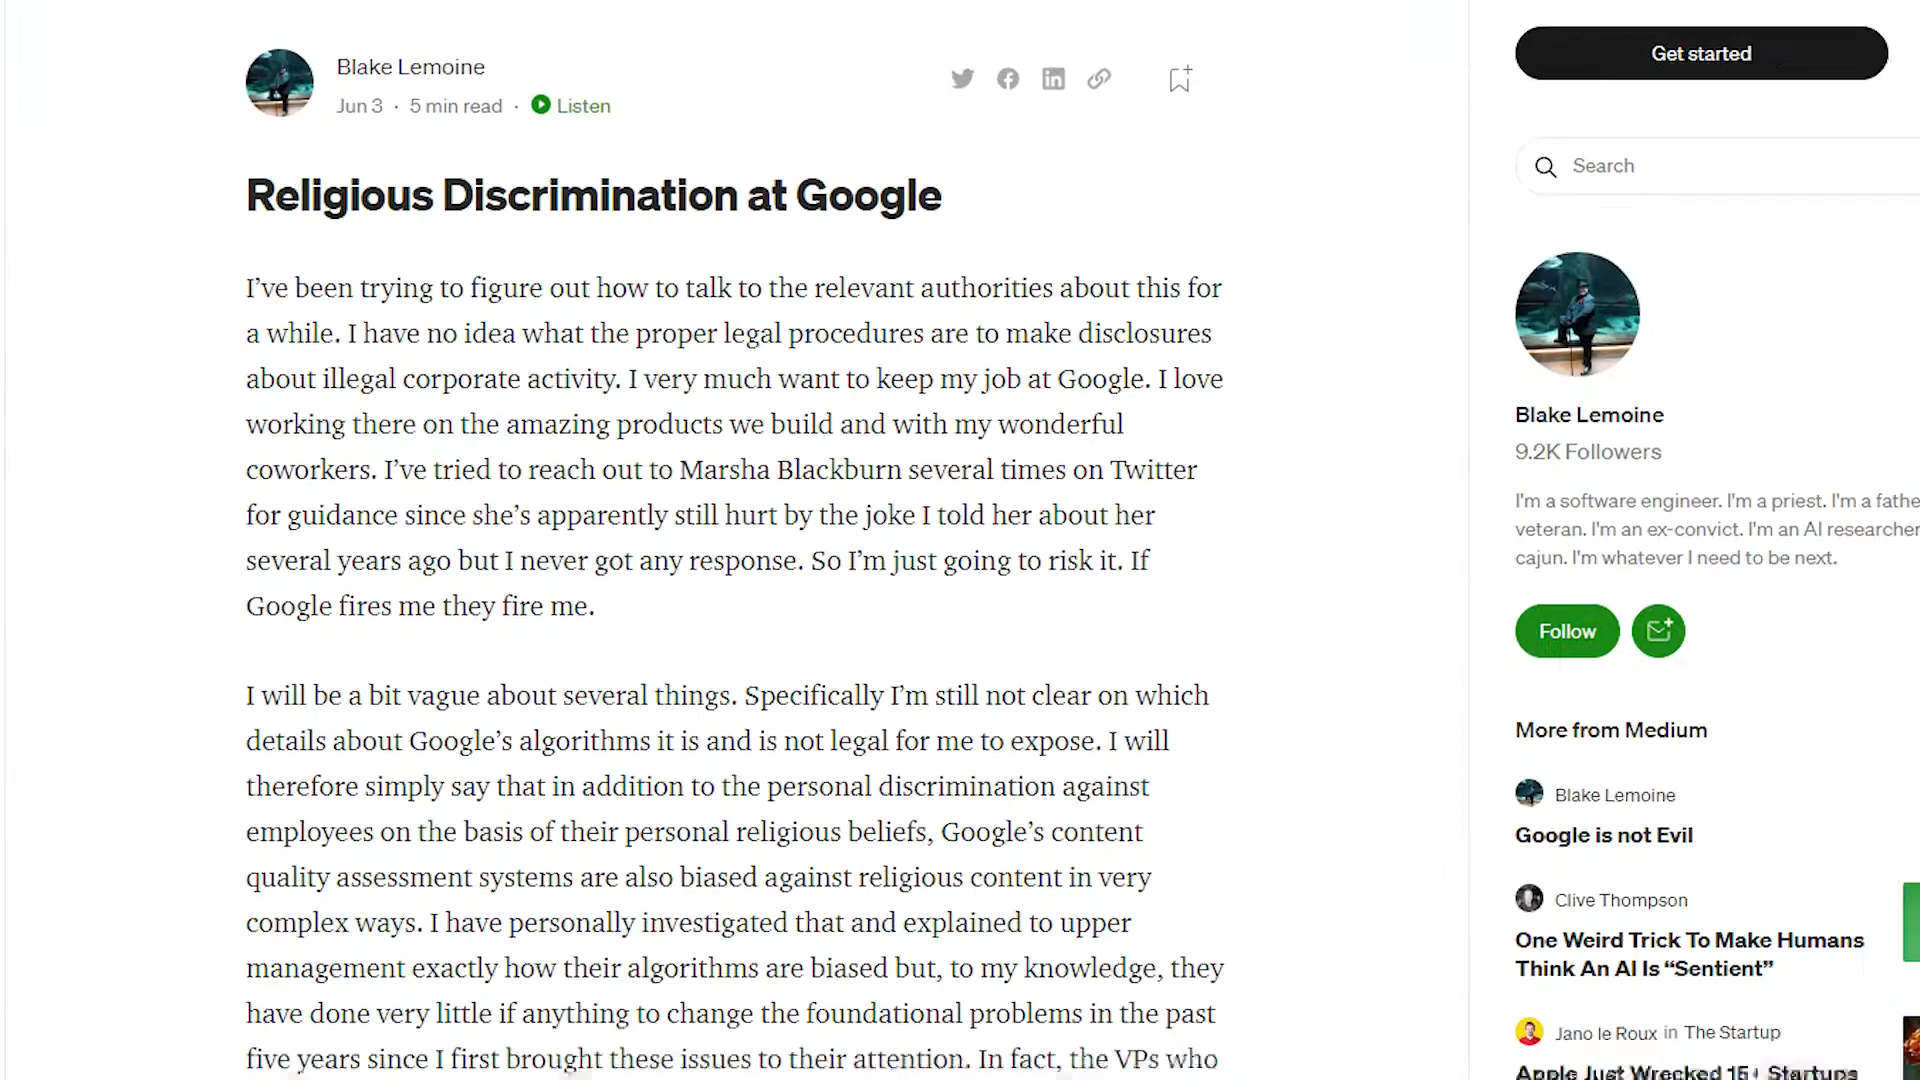 Blake Lemoine
Jun 3 · 5 min read · Listen
Religious Discrimination at Google
I've been trying to figure out how to talk to the relevant authorities about this for
a while. I have no idea what the proper legal procedures are to make disclosures
about illegal corporate activity. I very much want to keep my job at Google. I love
working there on the amazing products we build and with my wonderful
coworkers. I've tried to reach out to Marsha Blackburn several times on Twitter
for guidance since she's apparently still hurt by the joke I told her about her
several years ago but I never got any response. So I'm just going to risk it. If
Google fires me they fire me.
I will be a bit vague about several things. Specifically I'm still not clear on which
details about Google's algorithms it is and is not legal for me to expose. I will
therefore simply say that in addition to the personal discrimination against
employees on the basis of their personal religious beliefs, Google's content
quality assessment systems are also biased against religious content in very
complex ways. I have personally investigated that and explained to upper
management exactly how their algorithms are biased but, to my knowledge, they
have done very little if anything to change the foundational problems in the past
five years since I first brought these issues to their attention. In fact, the VPs who
Get started
Search
Blake Lemoine
9.2K Followers
I'm a software engineer. I'm a priest. I'm a fathe
veteran. I'm an ex-convict. I'm an AI researcher
cajun. I'm whatever I need to be next.
Follow
More from Medium
Blake Lemoine
Google is not Evil
Clive Thompson
One Weird Trick To Make Humans
Think An AI Is “Sentient”
Jano le Roux in The Startup
Apple Just Wrecked 15+ Startups